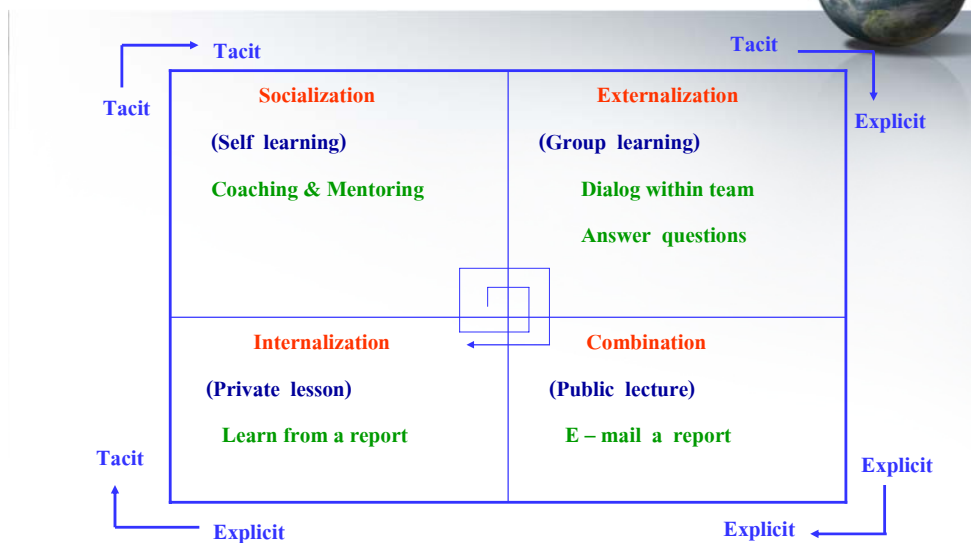 Tacit
Tacit
Tacit
Explicit
Socialization
(Self learning)
Coaching & Mentoring
Externalization
(Group learning)
Dialog within team
Answer questions
Internalization
(Private lesson)
Learn from a report
Combination
(Public lecture)
E – mail a report
Tacit
Explicit
Explicit
Explicit